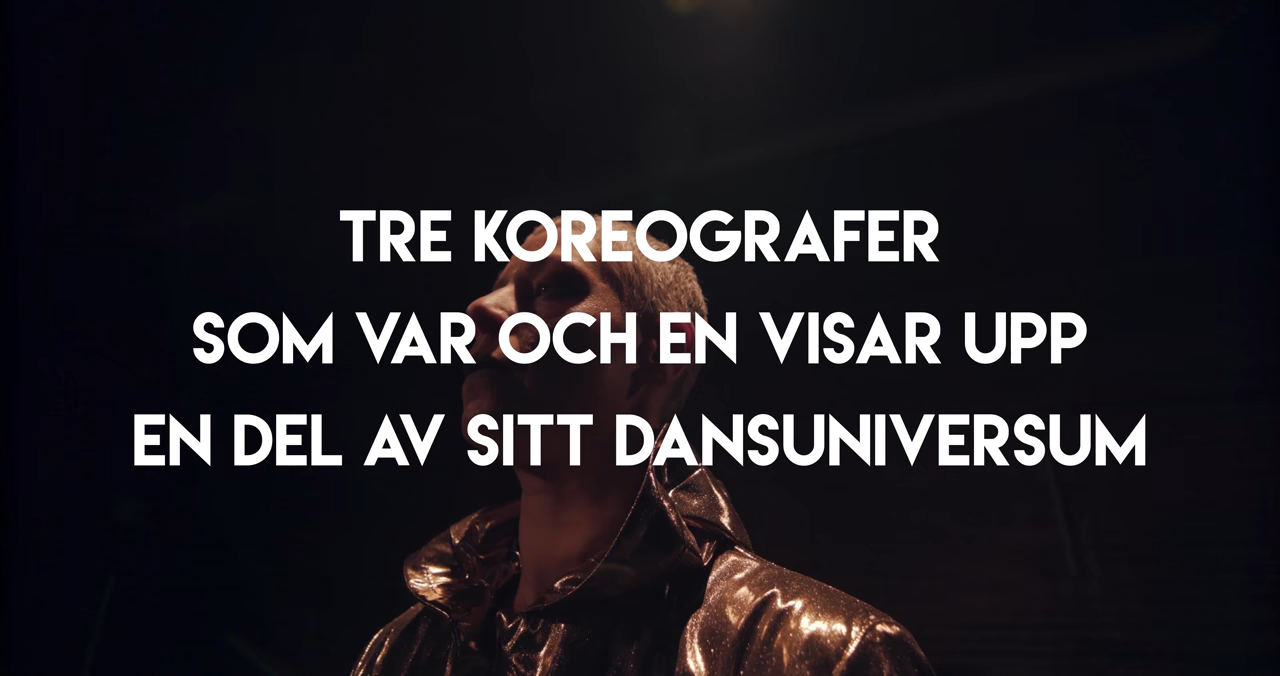 TRE KOREOGRAFER
SOM VAR OCH EN VISAR UPP
EN DEL AV SITT DANSUNIVERSUM